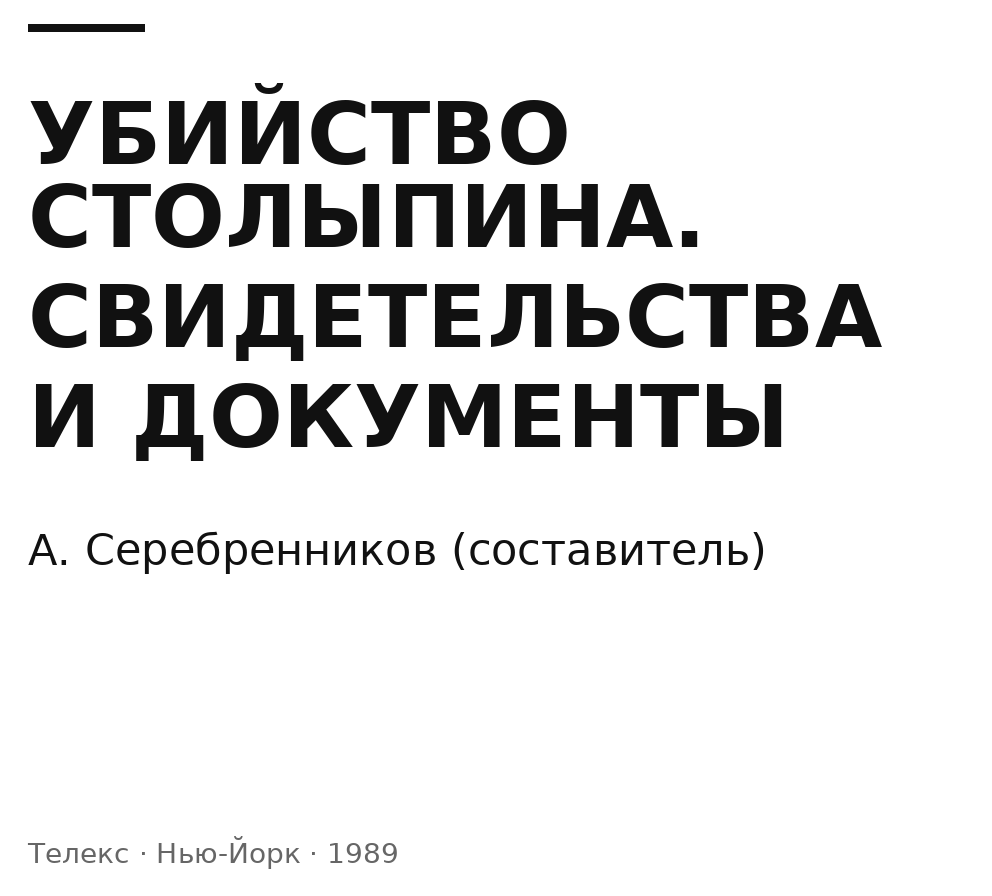 УБИЙСТВО
СТОЛЫПИНА.
СВИДЕТЕЛЬСТВА
И ДОКУМЕНТЫ
А. Серебренников (составитель)
Телекс · Нью-Йорк · 1989